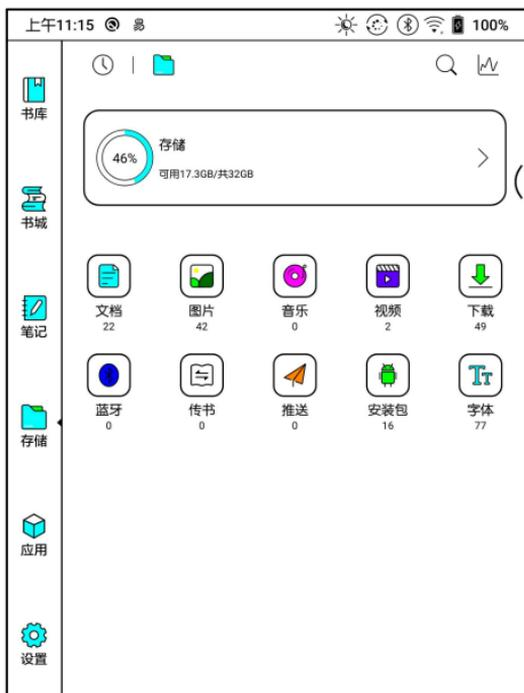 上午11:15
100%
书库
书城
笔记
存储
应用
设置
46%
存储
可用17.3GB/共32GB
文档
22
图片
42
音乐
0
视频
2
下载
49
蓝牙
0
传书
0
推送
0
安装包
16
字体
77